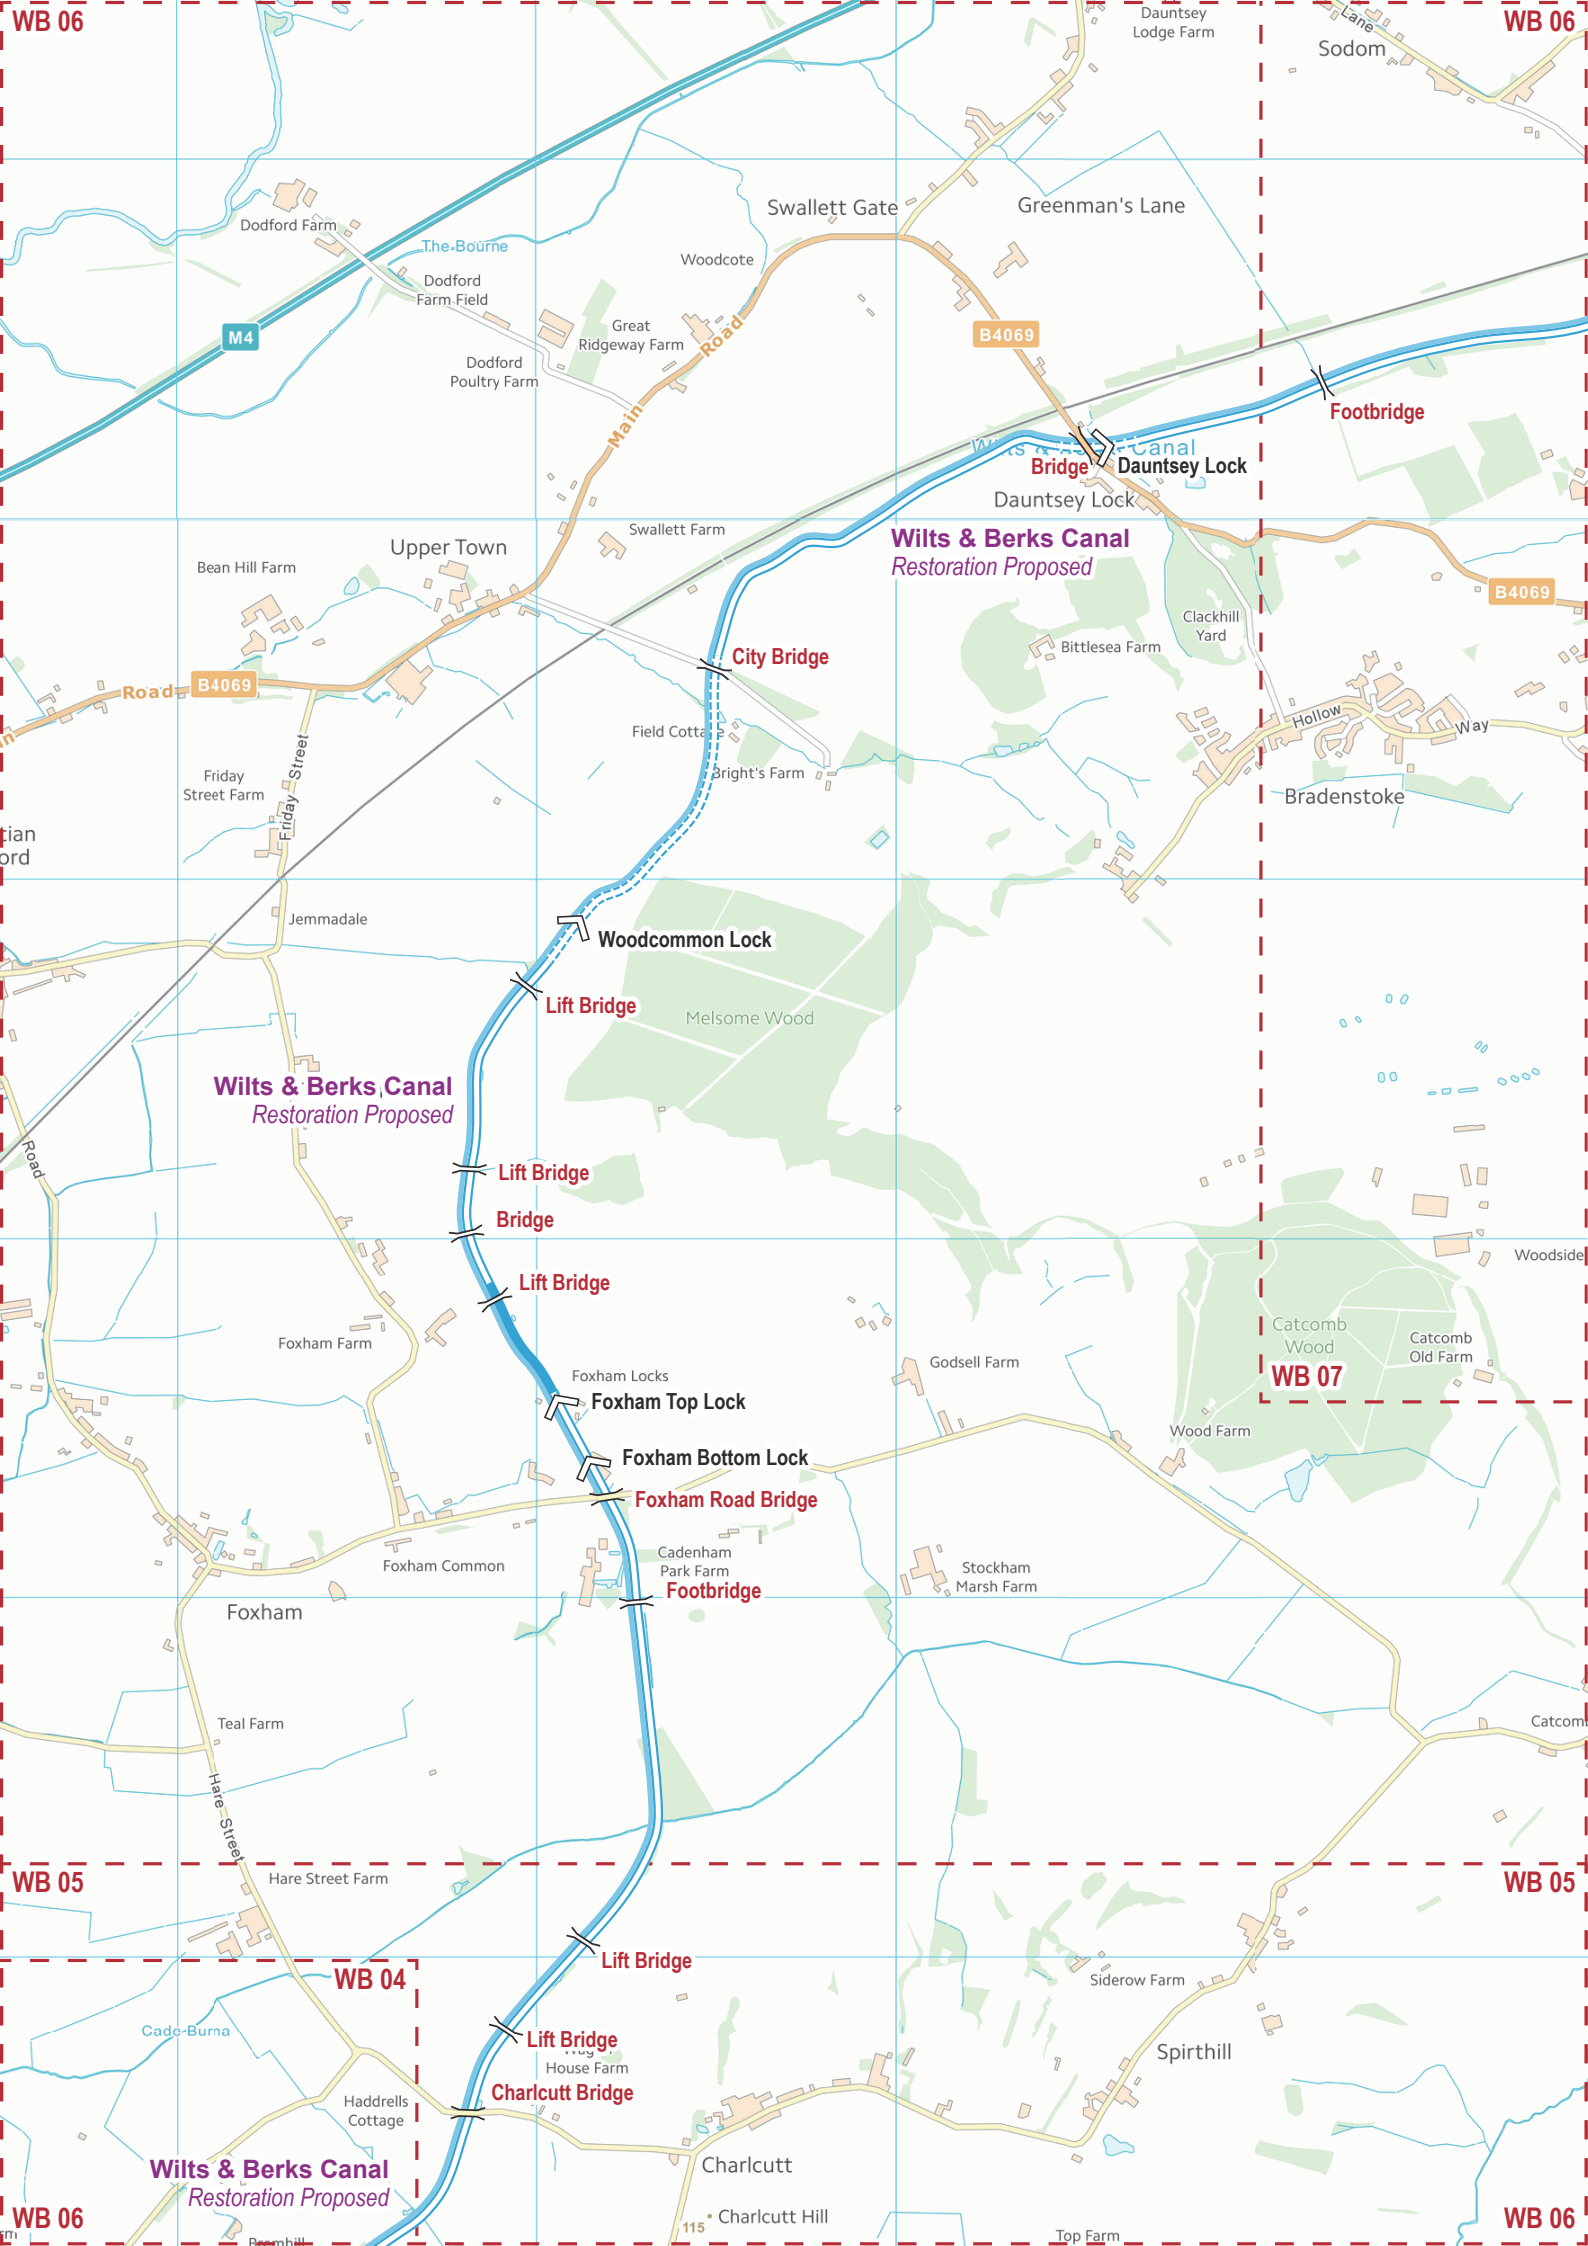 WB 06
WB 06
Dauntsey
Lodge Farm
Lane
Sodom
Swallett Gate
Greenman's Lane
Dodford Farm
The Bourne
Woodcote
Dodford
Farm Field
M4
Great
Ridgeway Farm
Road
B4069
Dodford
Poultry Farm
Main
Footbridge
Canal
Bridge
Dauntsey Lock
Dauntsey Lock
Swallett Farm
Wilts & Berks Canal
Restoration Proposed
Upper Town
Bean Hill Farm
B4069
Clackhill
Yard
Bittlesea Farm
City Bridge
Road
B4069
Hollow
Way
Field Cottage
Friday Street
Friday
Street Farm
Bright's Farm
Bradenstoke
tian
ord
Jemmadale
Woodcommon Lock
Lift Bridge
Melsome Wood
Wilts & Berks Canal
Restoration Proposed
Road
Lift Bridge
Bridge
Woodside
Lift Bridge
Foxham Farm
Catcomb
Wood
Catcomb
Old Farm
Godsell Farm
Foxham Locks
WB 07
Foxham Top Lock
Wood Farm
Foxham Bottom Lock
Foxham Road Bridge
Foxham Common
Cadenham
Park Farm
Stockham
Marsh Farm
Footbridge
Foxham
Teal Farm
Catcom
Hare Street
WB 05
Hare Street Farm
WB 05
Lift Bridge
WB 04
Siderow Farm
Cade Burna
Lift Bridge
House Farm
Spirthill
Charlcutt Bridge
Haddrells
Cottage
Wilts & Berks Canal
Restoration Proposed
Charlcutt
Charlcutt Hill
115
WB 06
WB 06
rm
Bremhill
Top Farm